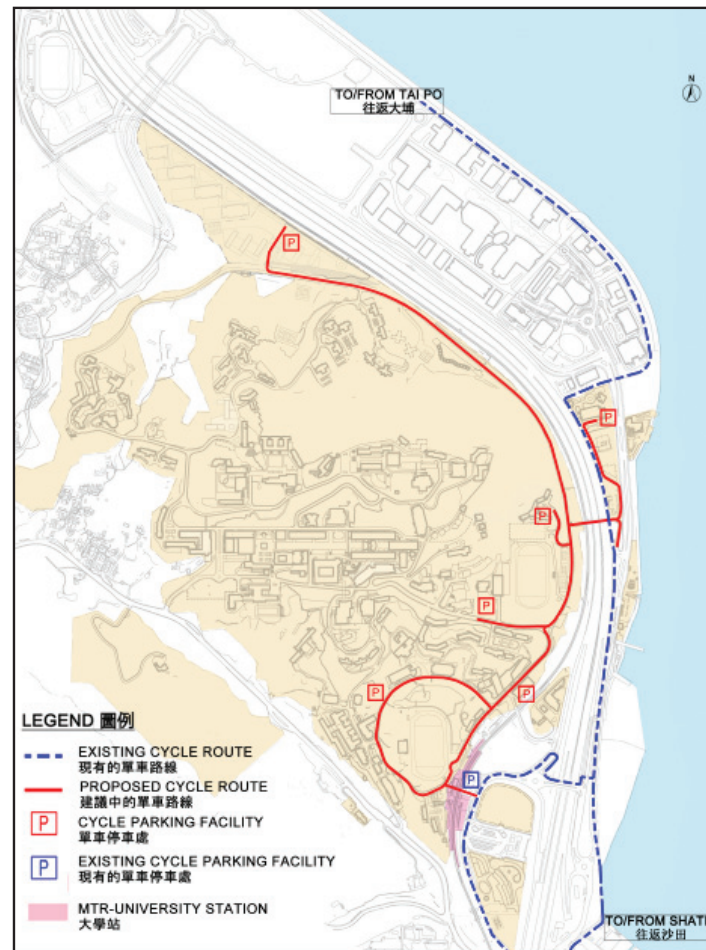 TO/FROM TAI PO
往返大埔
N
P
P
P
P
P
P
P
LEGEND 圖例
EXISTING CYCLE ROUTE
現有的單車路線
PROPOSED CYCLE ROUTE
建議中的單車路線
P
CYCLE PARKING FACILITY
單車停車處
P
EXISTING CYCLE PARKING FACILITY
現有的單車停車處
MTR-UNIVERSITY STATION
大學站
TO/FROM SHATI
往返沙田